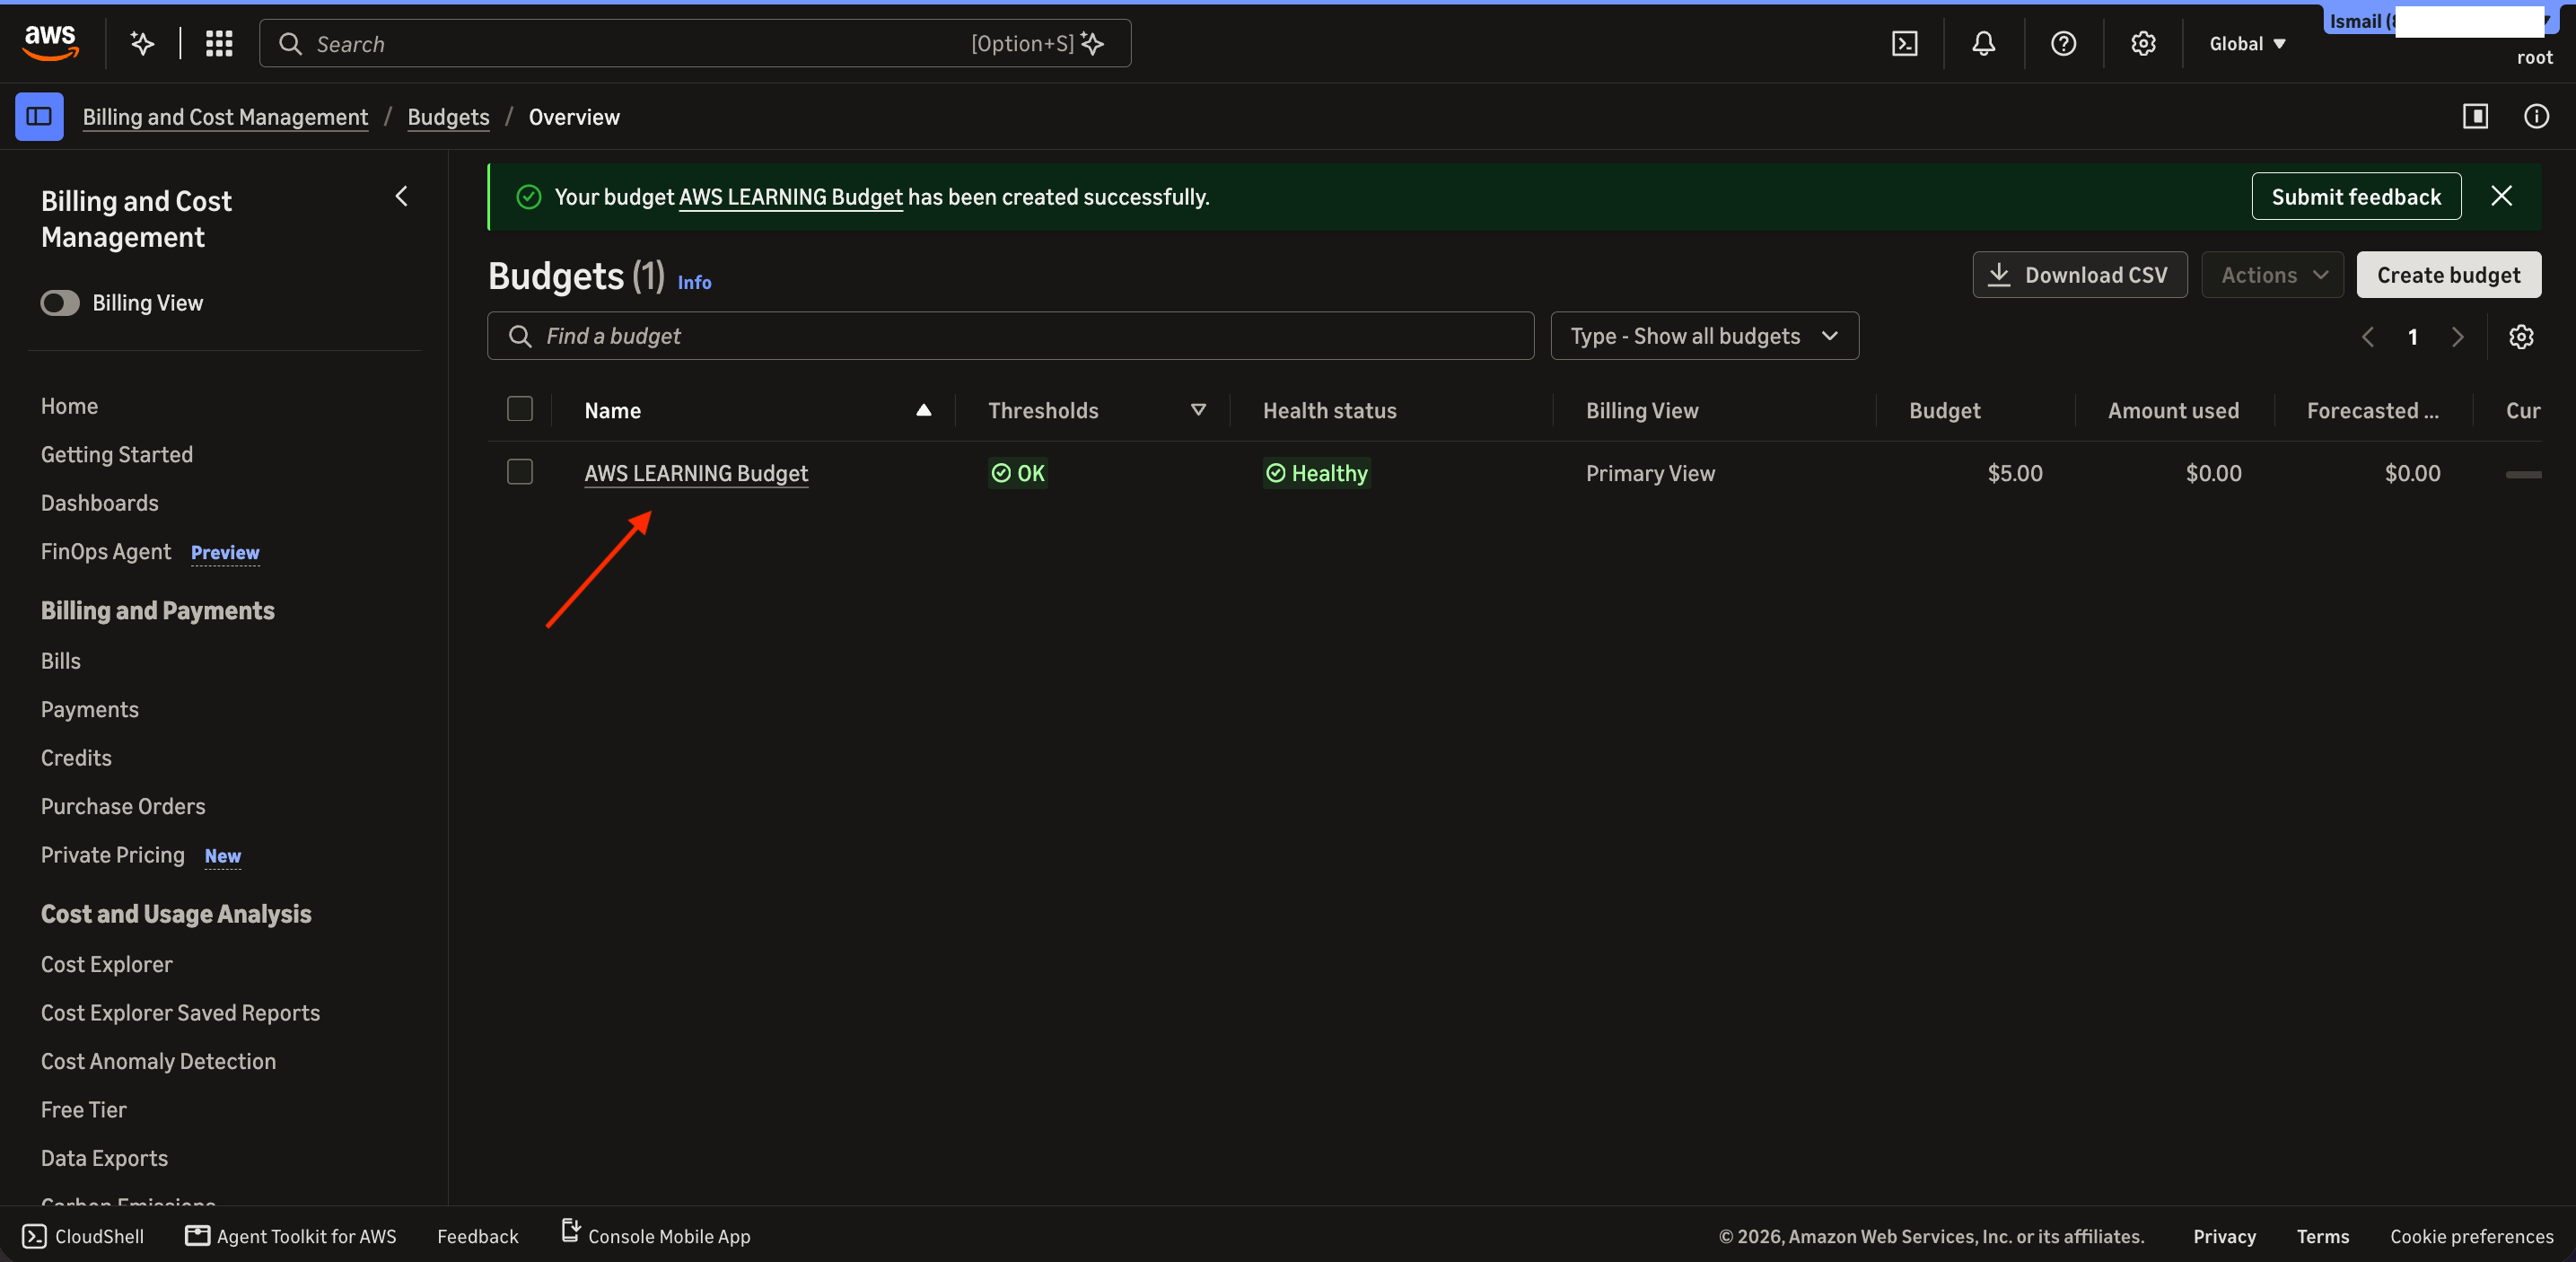 aws
Search [Option+S]
Global
Ismail (
root
Billing and Cost Management / Budgets / Overview
Billing and Cost
Management
Billing View
Home
Getting Started
Dashboards
FinOps Agent Preview
Billing and Payments
Bills
Payments
Credits
Purchase Orders
Private Pricing New
Cost and Usage Analysis
Cost Explorer
Cost Explorer Saved Reports
Cost Anomaly Detection
Free Tier
Data Exports
Carbon Emissions
Your budget AWS LEARNING Budget has been created successfully.
Submit feedback
Budgets (1) Info
Download CSV
Actions
Create budget
Find a budget
Type - Show all budgets
1
Name Thresholds Health status Billing View Budget Amount used Forecasted ... Cur
AWS LEARNING Budget OK Healthy Primary View $5.00 $0.00 $0.00
CloudShell Agent Toolkit for AWS Feedback Console Mobile App
© 2026, Amazon Web Services, Inc. or its affiliates. Privacy Terms Cookie preferences